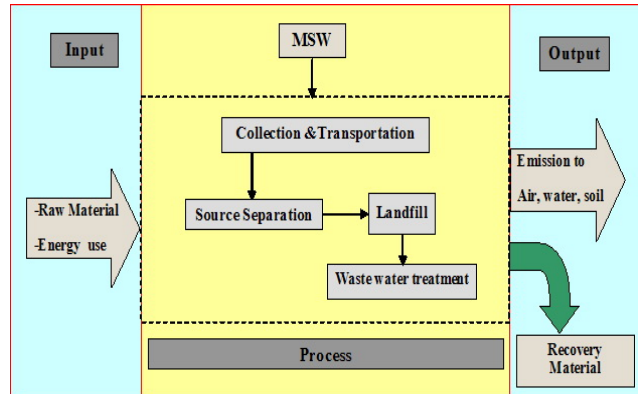 Input
MSW
Output
Collection &Transportation
Emission to
Air, water, soil
-Raw Material
-Energy use
Source Separation
Landfill
Waste water treatment
Process
Recovery
Material